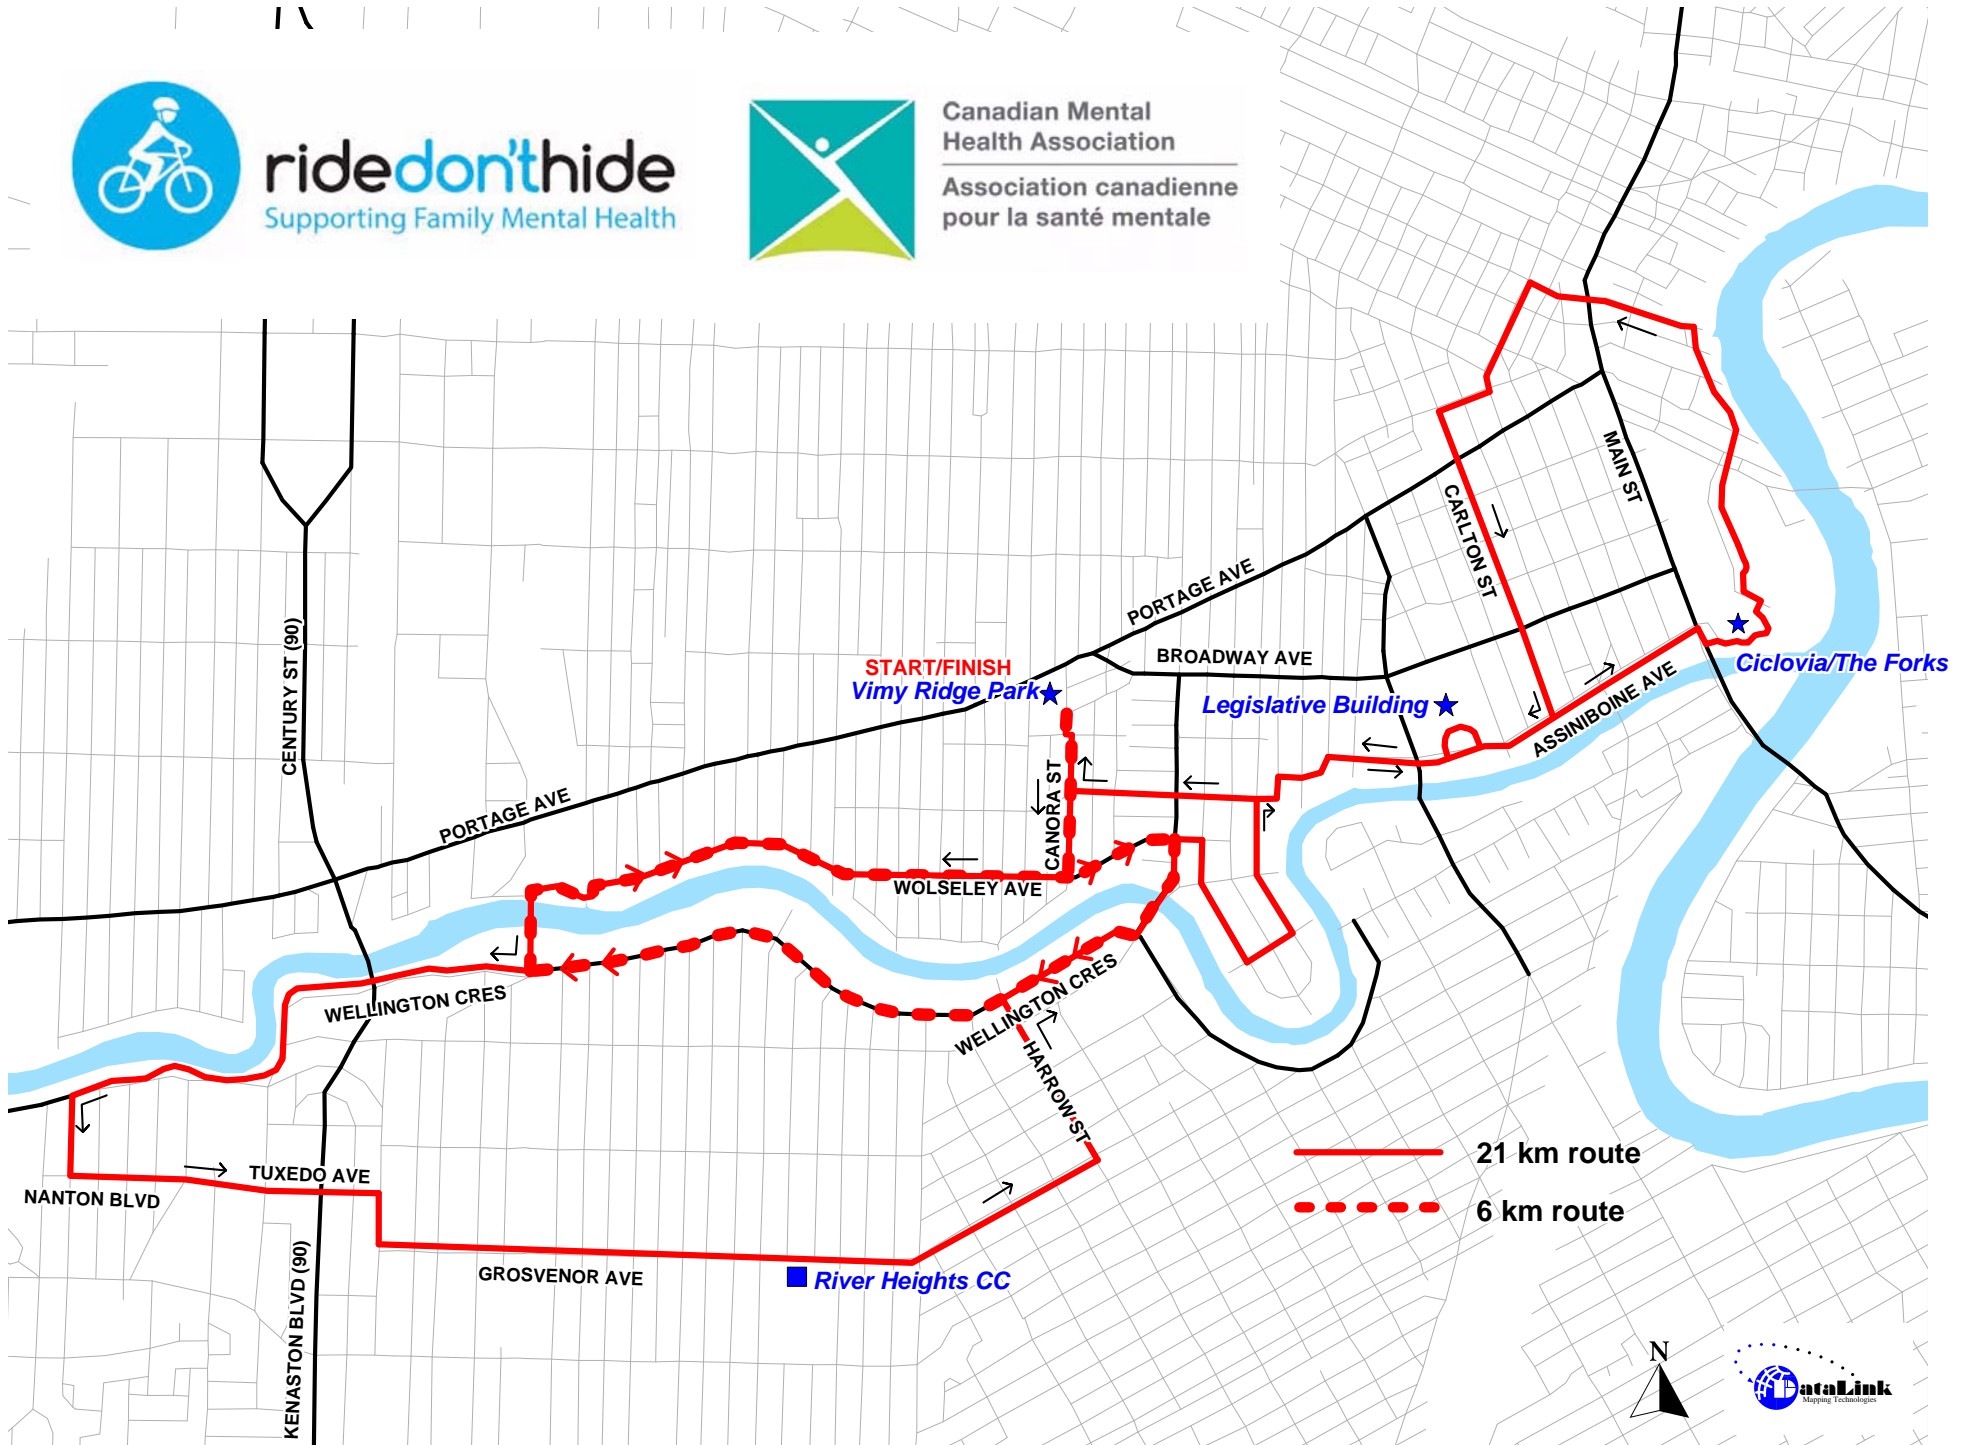 ridedon'thide
Supporting Family Mental Health
Canadian Mental
Health Association
Association canadienne
pour la santé mentale
MAIN ST
CARLTON ST
PORTAGE AVE
BROADWAY AVE
START/FINISH
Vimy Ridge Park
Legislative Building
Ciclovia/The Forks
ASSINIBOINE AVE
CENTURY ST (90)
PORTAGE AVE
CANORA ST
WOLSELEY AVE
WELLINGTON CRES
WELLINGTON CRES
HARROW ST
TUXEDO AVE
NANTON BLVD
21 km route
6 km route
GROSVENOR AVE
River Heights CC
KENASTON BLVD (90)
N
DataLink
Mapping Technologies